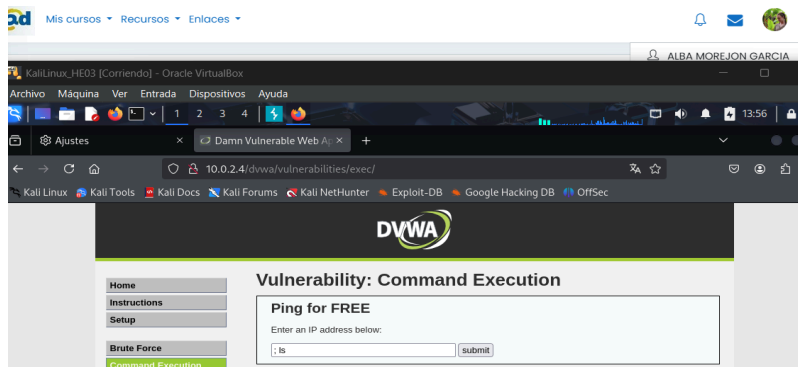 ad Mis cursos Recursos Enlaces
ALBA MOREJON GARCIA
KaliLinux_HE03 [Corriendo] - Oracle VirtualBox
Archivo Máquina Ver Entrada Dispositivos Ayuda
1 2 3 4 13:56
Ajustes Damn Vulnerable Web Ap
10.0.2.4/dvwa/vulnerabilities/exec/
Kali Linux Kali Tools Kali Docs Kali Forums Kali NetHunter Exploit-DB Google Hacking DB OffSec
DVWA
Vulnerability: Command Execution
Home
Instructions
Setup
Brute Force
Command Execution
Ping for FREE
Enter an IP address below:
; ls submit